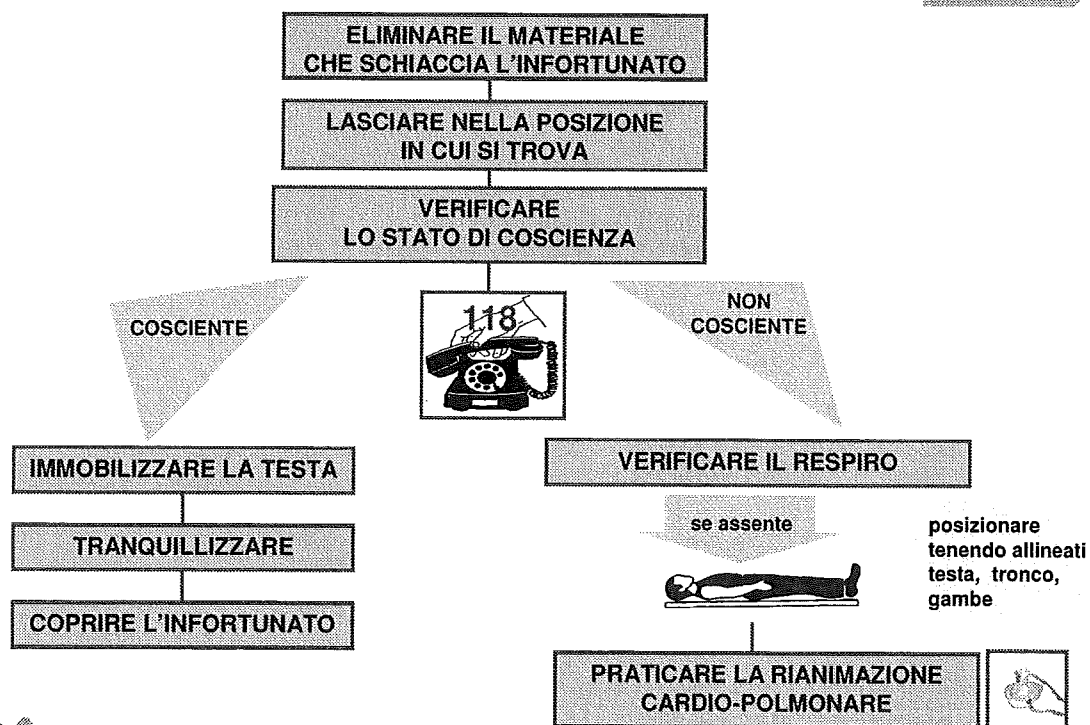 ELIMINARE IL MATERIALE
CHE SCHIACCIA L'INFORTUNATO
LASCIARE NELLA POSIZIONE
IN CUI SI TROVA
VERIFICARE
LO STATO DI COSCIENZA
118
COSCIENTE
NON
COSCIENTE
IMMOBILIZZARE LA TESTA
TRANQUILLIZZARE
COPRIRE L'INFORTUNATO
VERIFICARE IL RESPIRO
se assente
posizionare
tenendo allineati
testa, tronco,
gambe
PRATICARE LA RIANIMAZIONE
CARDIO-POLMONARE